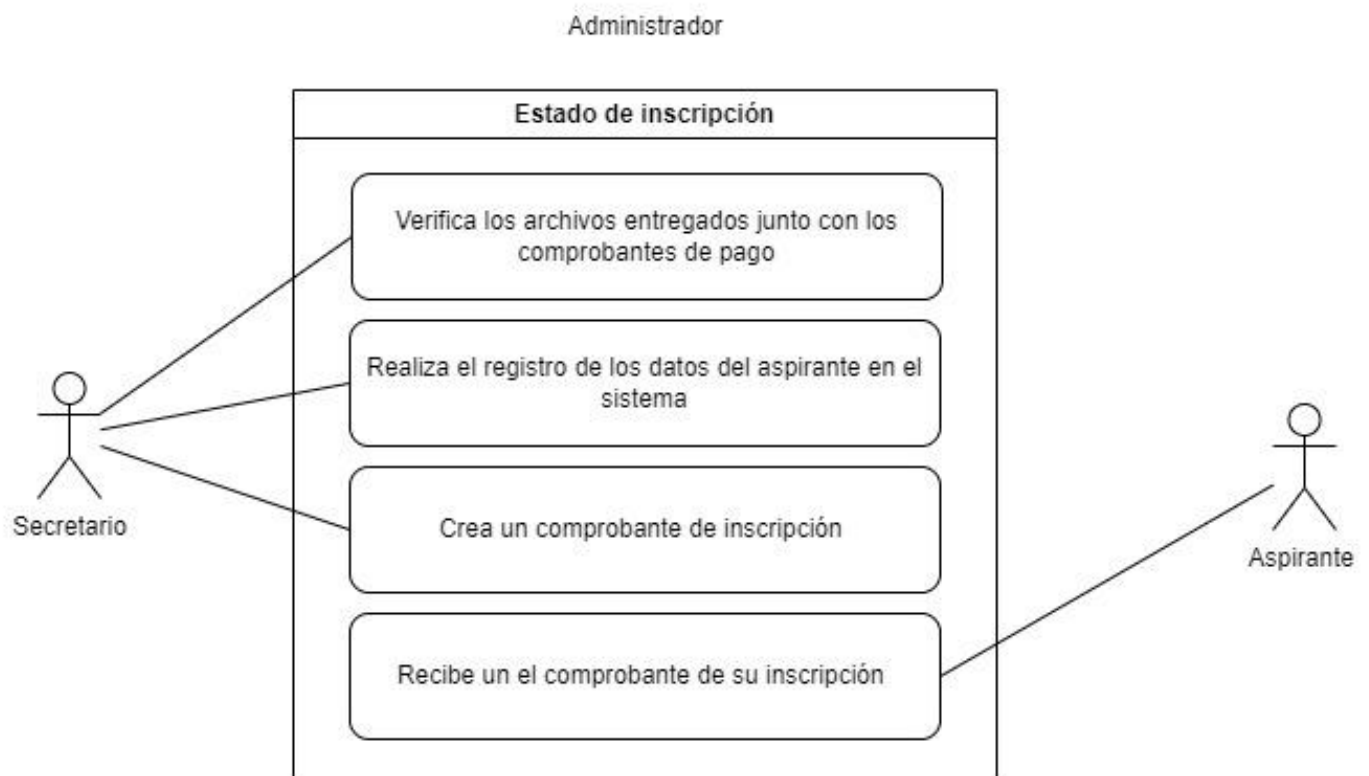 Administrador
Estado de inscripción
Verifica los archivos entregados junto con los
comprobantes de pago
Realiza el registro de los datos del aspirante en el
sistema
Secretario
Crea un comprobante de inscripción
Aspirante
Recibe un el comprobante de su inscripción